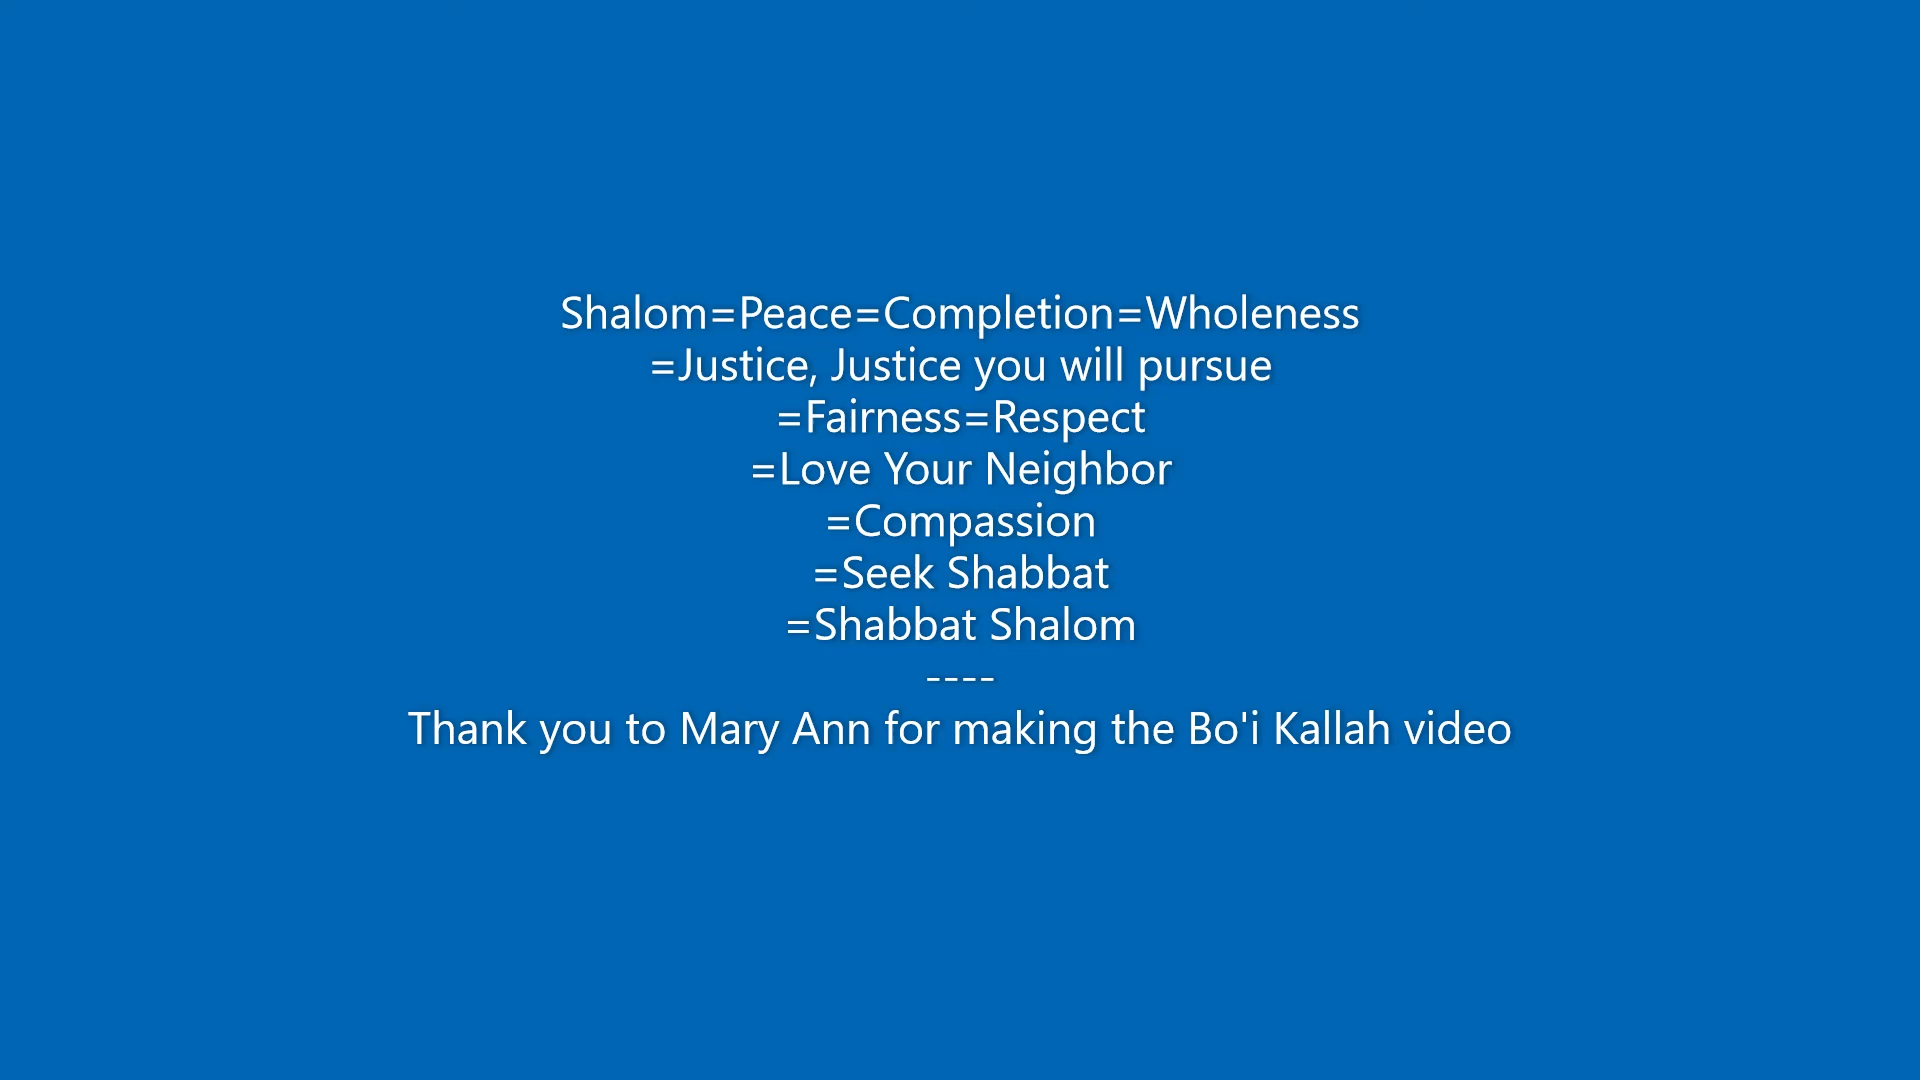 Shalom=Peace=Completion=Wholeness
=Justice, Justice you will pursue
=Fairness=Respect
=Love Your Neighbor
=Compassion
=Seek Shabbat
=Shabbat Shalom
----
Thank you to Mary Ann for making the Bo'i Kallah video